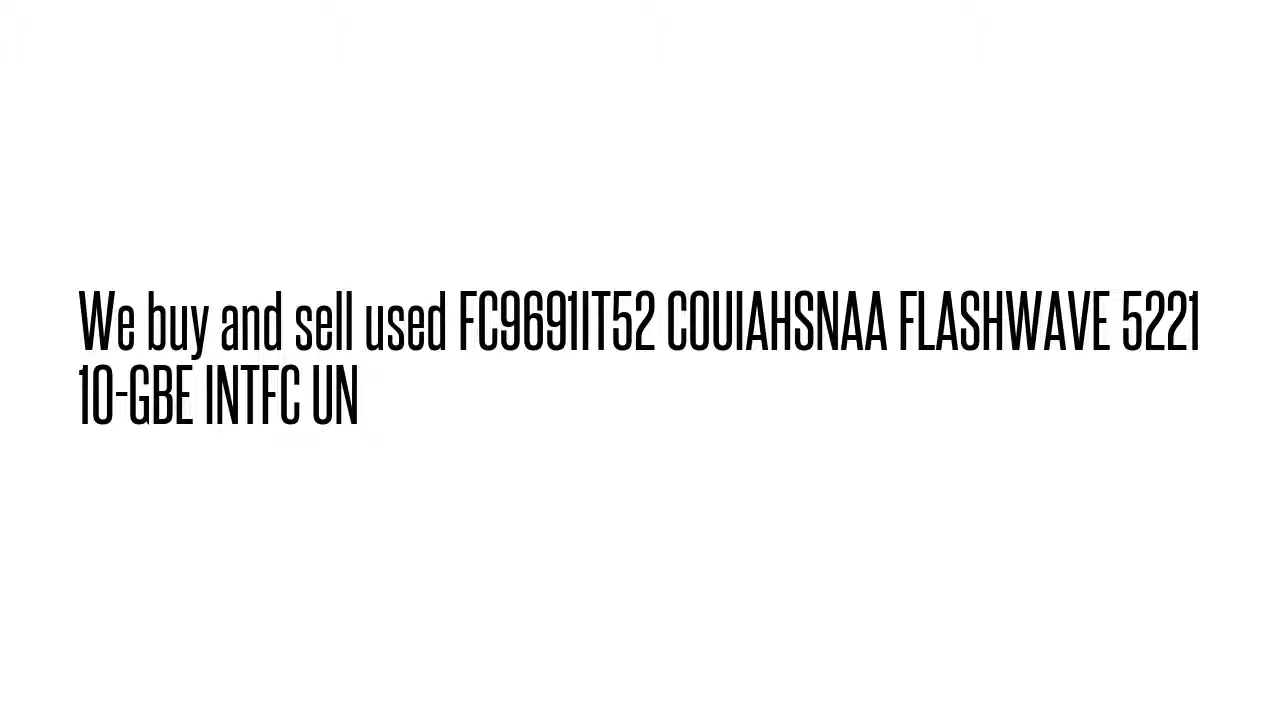 We buy and sell used FC9691IT52 COUIAHSNAA FLASHWAVE 5221
10-GBE INTFC UN